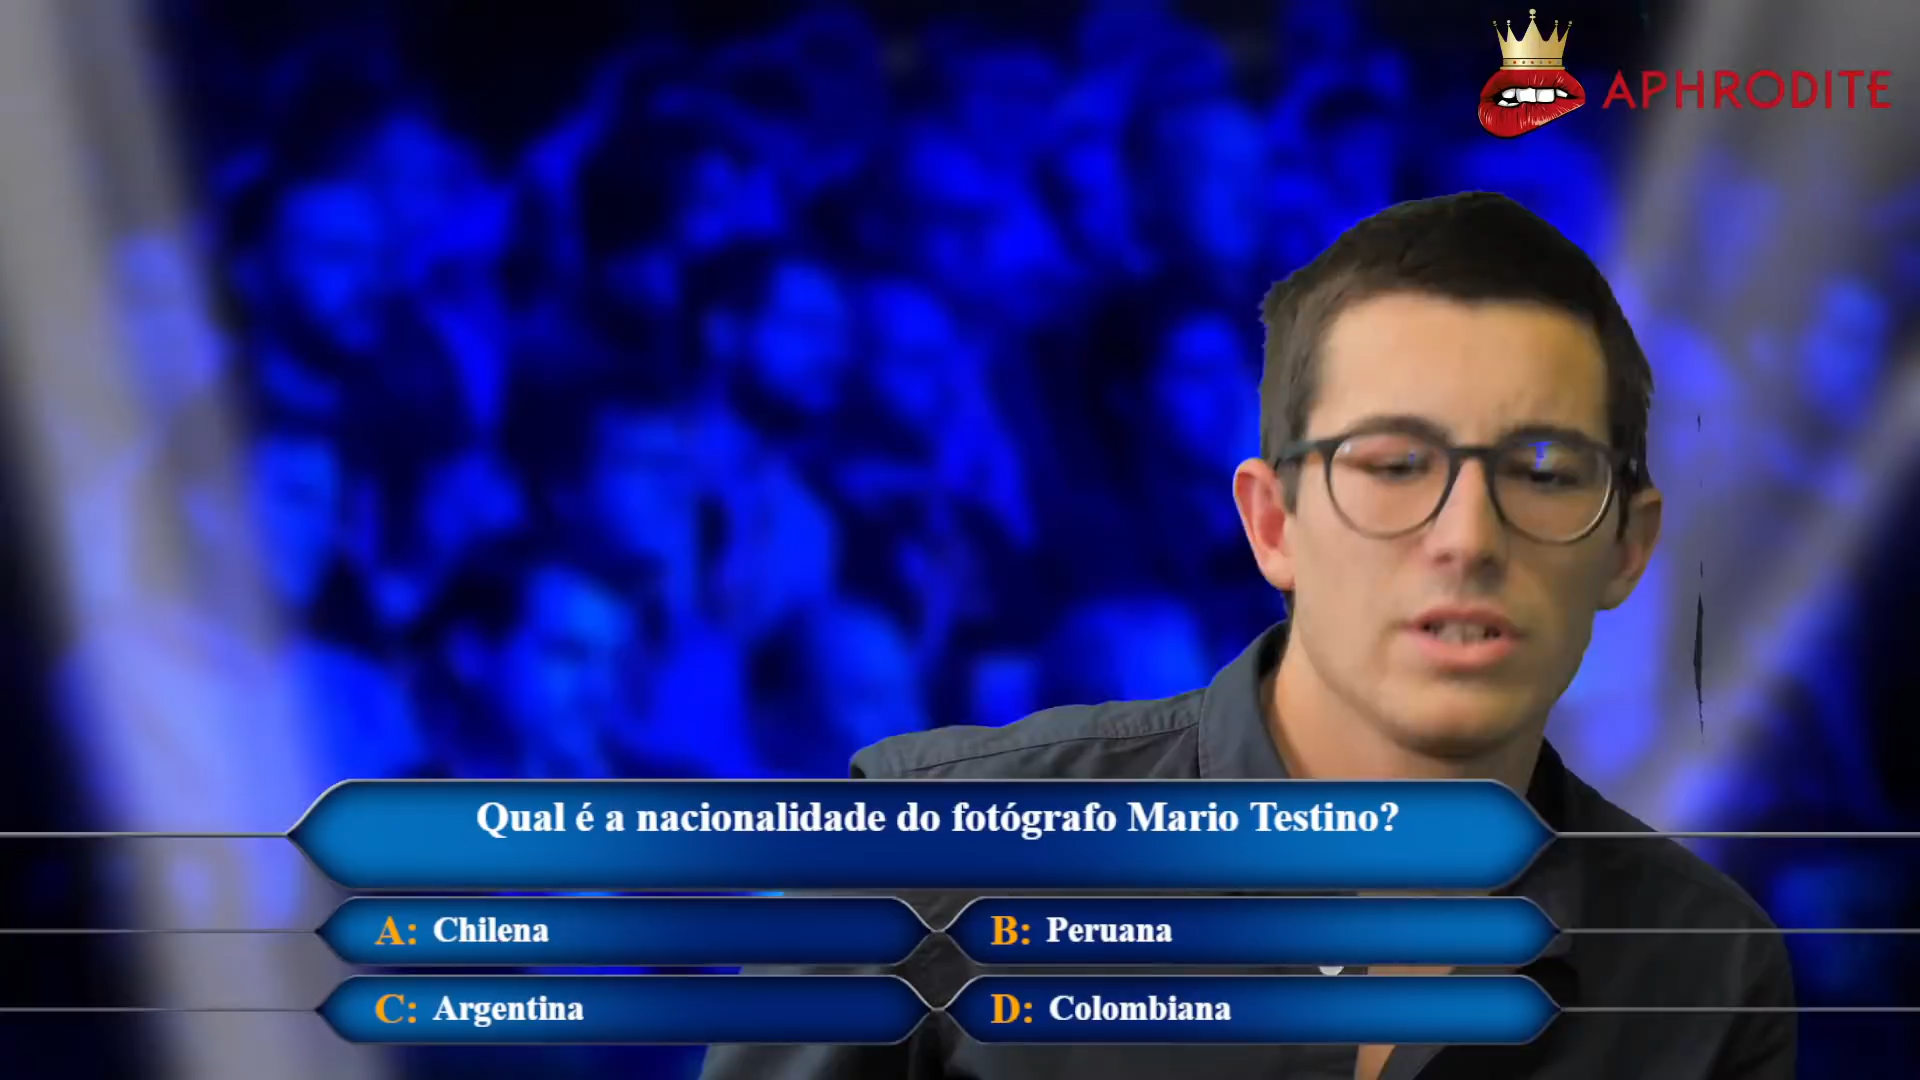 APHRODITE
Qual é a nacionalidade do fotógrafo Mario Testino?
A: Chilena
B: Peruana
C: Argentina
D: Colombiana